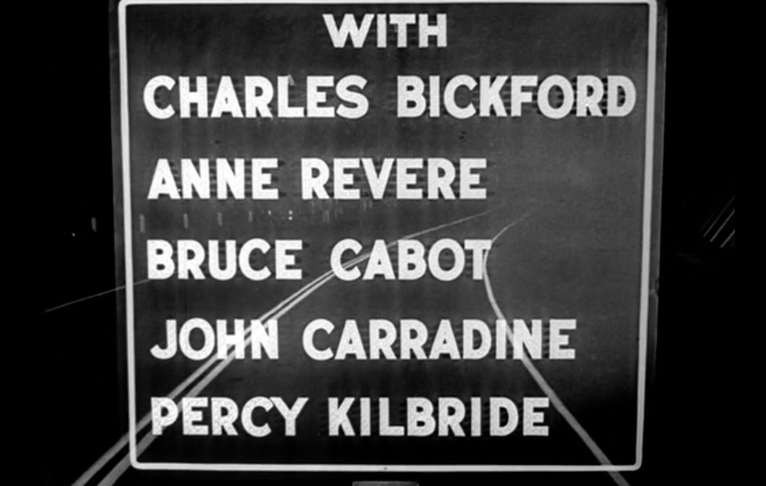 WITH
CHARLES BICKFORD
ANNE REVERE
BRUCE CABOT
JOHN CARRADINE
PERCY KILBRIDE